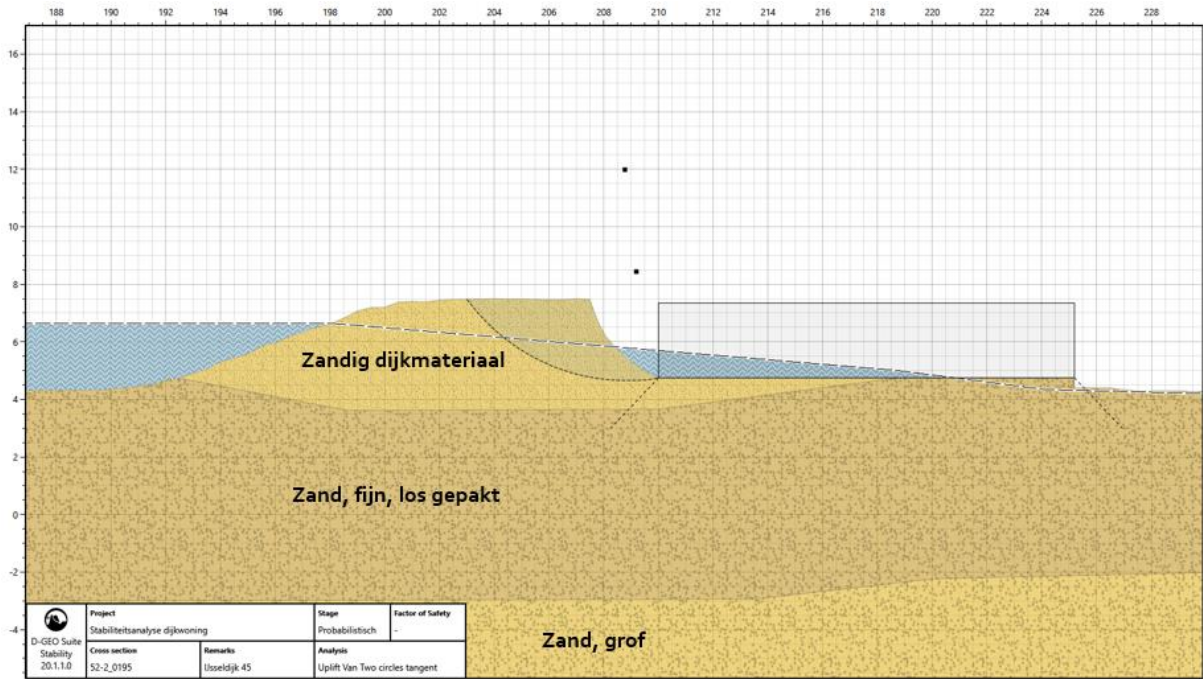 188 190 192 194 196 198 200 202 204 206 208 210 212 214 216 218 220 222 224 226 228
16
14
12
10
8
6
Zandig dijkmateriaal
4
2
Zand, fijn, los gepakt
0
-2
-4
Zand, grof
D-GEO Suite
Stability
20.1.1.0
Project
Stabiliteitsanalyse dijkwoning
Stage
Probabilistisch
Factor of Safety
-
Cross section
52-2_0195
Remarks
IJsseldijk 45
Analysis
Uplift Van Two circles tangent